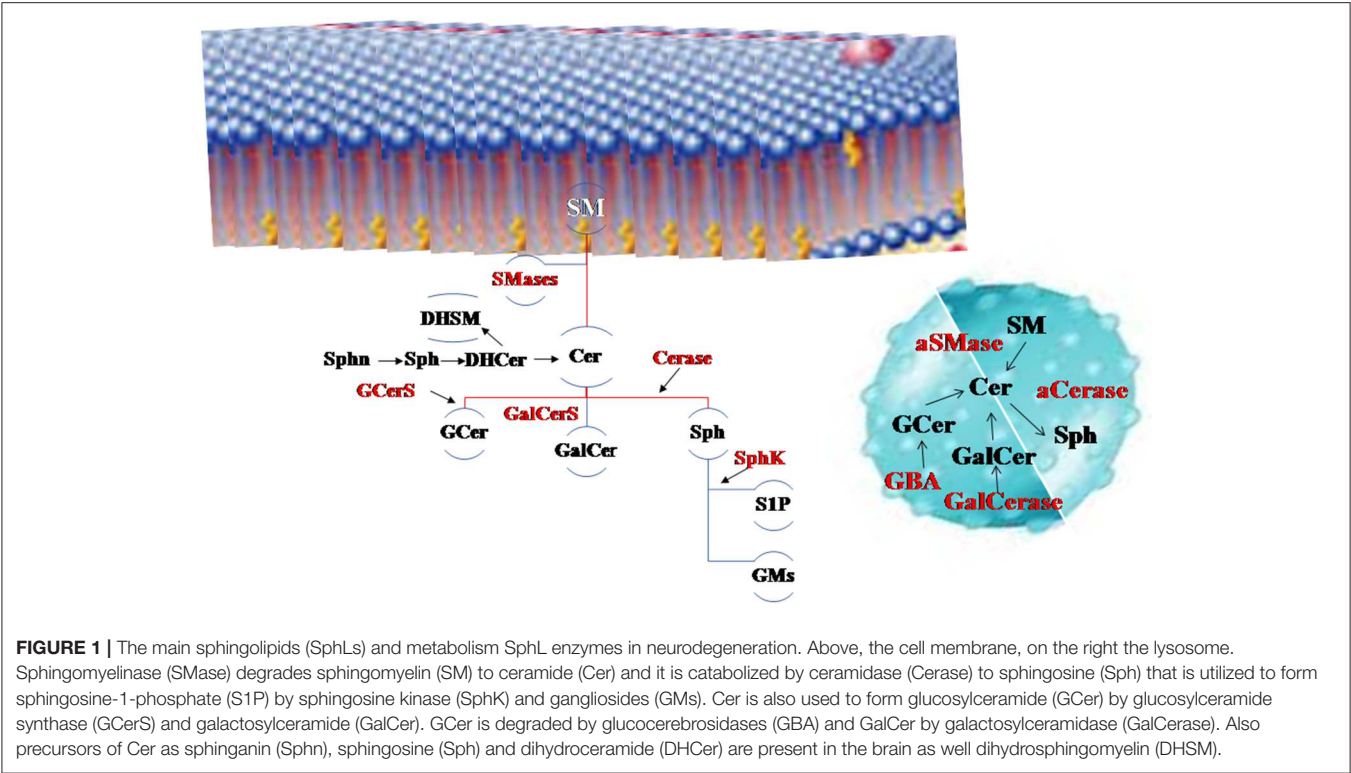 SM
SMases
DHSM
Sphn Sph DHCer Cer Cerase
GCerS
GalCerS
GCer GalCer Sph
SphK
S1P
GMs
SM
aSMase
Cer aCerase
GCer Sph
GalCer
GBA
GalCerase
FIGURE 1 | The main sphingolipids (SphLs) and metabolism SphL enzymes in neurodegeneration. Above, the cell membrane, on the right the lysosome.
Sphingomyelinase (SMase) degrades sphingomyelin (SM) to ceramide (Cer) and it is catabolized by ceramidase (Cerase) to sphingosine (Sph) that is utilized to form
sphingosine-1-phosphate (S1P) by sphingosine kinase (SphK) and gangliosides (GMs). Cer is also used to form glucosylceramide (GCer) by glucosylceramide
synthase (GCerS) and galactosylceramide (GalCer). GCer is degraded by glucocerebrosidases (GBA) and GalCer by galactosylceramidase (GalCerase). Also
precursors of Cer as sphinganin (Sphn), sphingosine (Sph) and dihydroceramide (DHCer) are present in the brain as well dihydrosphingomyelin (DHSM).